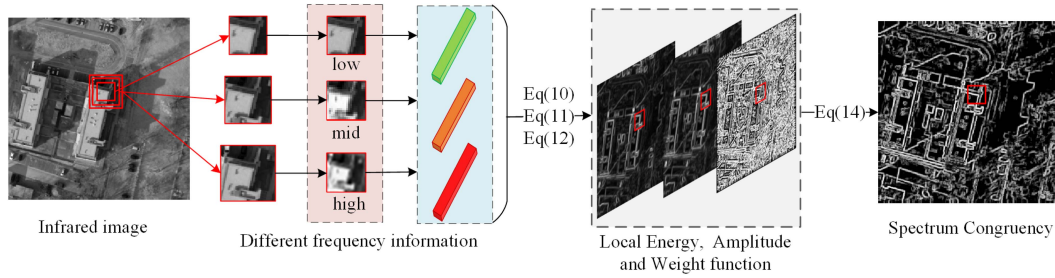 low
mid
high
Eq(10)
Eq(11)
Eq(12)
Eq(14)
Infrared image
Different frequency information
Local Energy, Amplitude
and Weight function
Spectrum Congruency